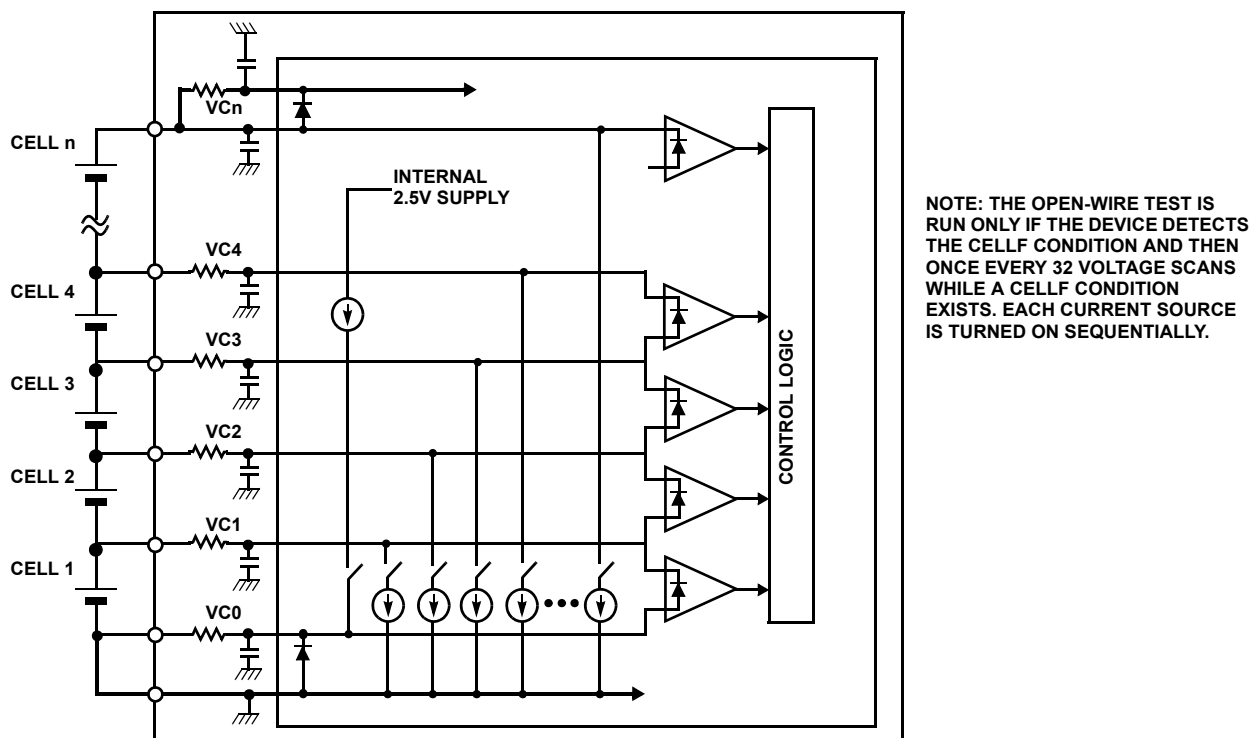 VCn
CELL n
INTERNAL
2.5V SUPPLY
NOTE: THE OPEN-WIRE TEST IS
RUN ONLY IF THE DEVICE DETECTS
THE CELLF CONDITION AND THEN
ONCE EVERY 32 VOLTAGE SCANS
WHILE A CELLF CONDITION
EXISTS. EACH CURRENT SOURCE
IS TURNED ON SEQUENTIALLY.
VC4
CELL 4
VC3
CELL 3
CONTROL LOGIC
VC2
CELL 2
VC1
CELL 1
VC0